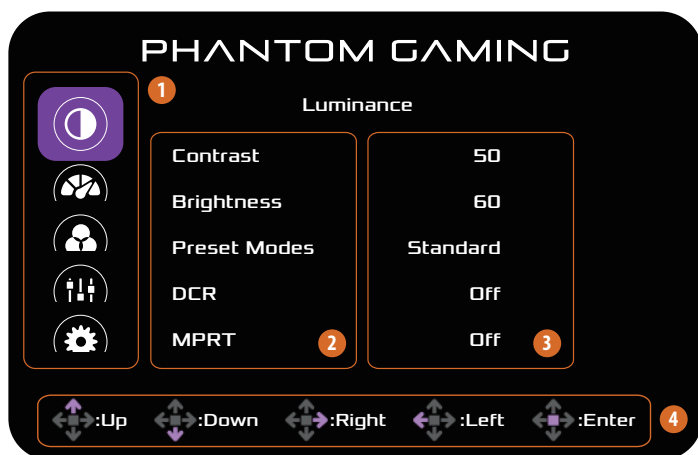 PHANTOM GAMING
1
Luminance
Contrast 50
Brightness 60
Preset Modes Standard
DCR Off
MPRT 2 Off 3
:Up :Down :Right :Left :Enter 4